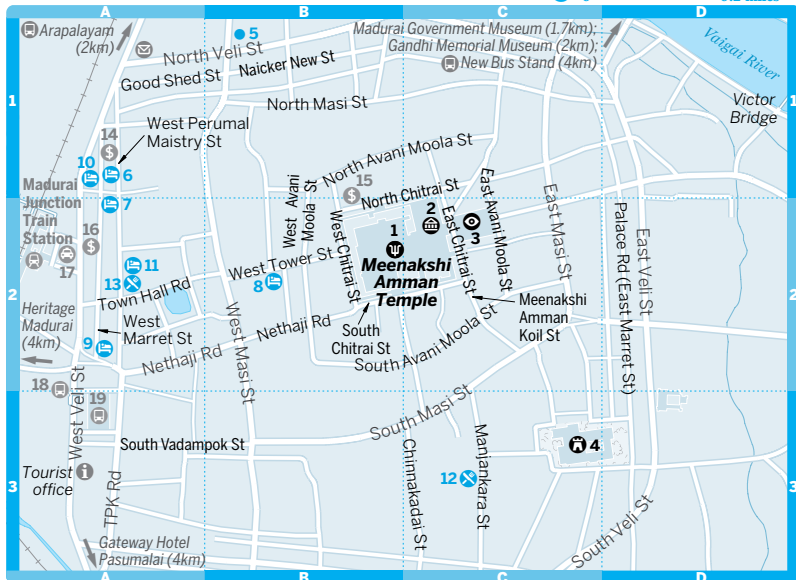 A
B
C
D
Arapalayam
(2km)
5
North Veli St
Naicker New St
Good Shed St
Madurai Government Museum (1.7km);
Gandhi Memorial Museum (2km);
New Bus Stand (4km)
Vaigai River
1
1
North Masi St
Victor
Bridge
14
West Perumal
Maistry St
North Avani Moola St
10
6
15
North Chitrai St
Madurai
Junction
Train
Station
7
West Avani
Moola St
West Chitrai St
1
2
3
East Chitrai St
East Avani Moola St
East Masi St
Palace Rd (East Marret St)
East Veli St
16
17
11
13
8
West Tower St
Meenakshi
Amman
Temple
2
2
Town Hall Rd
Heritage
Madurai
(4km)
West
Marret St
9
Nethaji Rd
Nethaji Rd
West Masi St
South
Chitrai St
South Avani Moola St
Meenakshi
Amman
Koil St
18
19
West Veli St
South Masi St
South Vadampok St
4
Tourist
office
TPK Rd
12
Chinnakadai St
Manjankara St
3
3
South Veli St
Gateway Hotel
Pasumalai (4km)
A
B
C
D